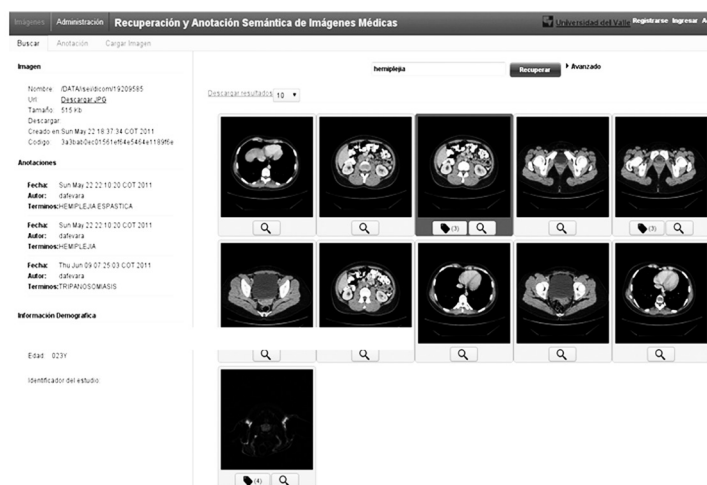 Imágenes Administración Recuperación y Anotación Semántica de Imágenes Médicas Universidad del Valle Registrarse Ingresar A
Buscar Anotación Cargar Imagen
Imagen
hemiplejia Recuperar Avanzado
Nombre: /DATA/isei/dicom/19209585
Url: Descargar JPG
Tamaño: 515 Kb
Descargar
Creado en Sun May 22 18:37:34 COT 2011
Descargar resultados 10
Anotaciones
Fecha: Sun May 22 22:10:20 COT 2011
Autor: dafevara
Terminos:HEMIPLEJIA ESPASTICA
Fecha: Sun May 22 22:10:20 COT 2011
Autor: dafevara
Terminos:HEMIPLEJIA
Fecha: Thu Jun 09 07:25:03 COT 2011
Autor: dafevara
Terminos:TRIPANOSOMIASIS
(3)
(3)
Información Demografica
Edad: 023Y
Identificador del estudio:
(4)